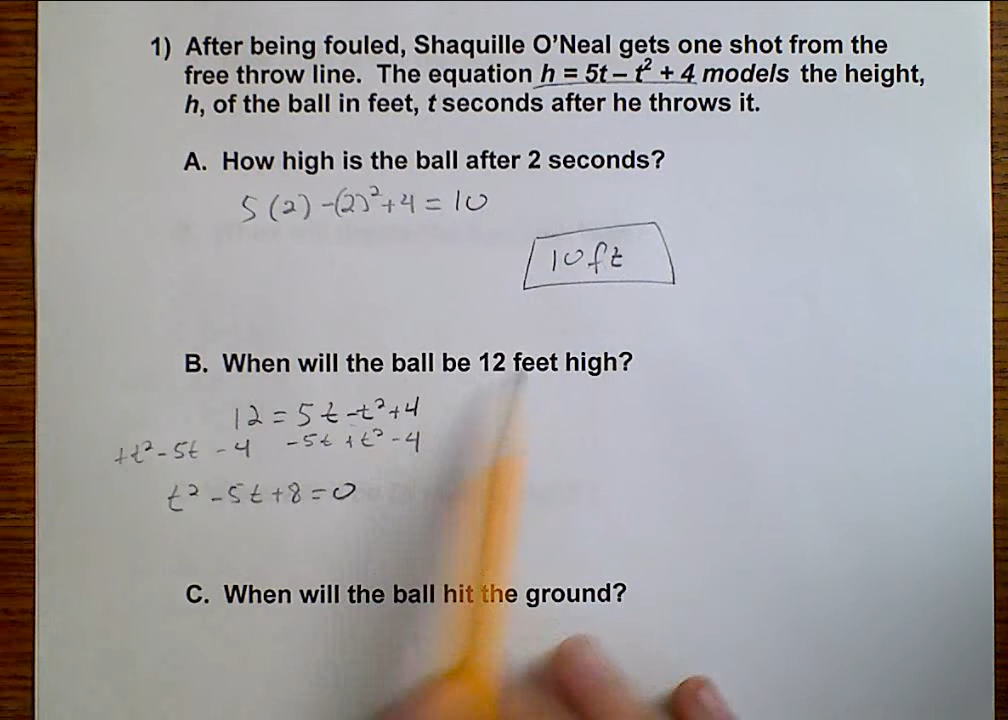 1) After being fouled, Shaquille O'Neal gets one shot from the
free throw line. The equation h = 5t – t² + 4 models the height,
h, of the ball in feet, t seconds after he throws it.
A. How high is the ball after 2 seconds?
5(2) -(2)²+4 = 10
10 ft
B. When will the ball be 12 feet high?
12 = 5t -t²+4
+t² - 5t - 4 -5t +t² - 4
t² - 5t + 8 = 0
C. When will the ball hit the ground?